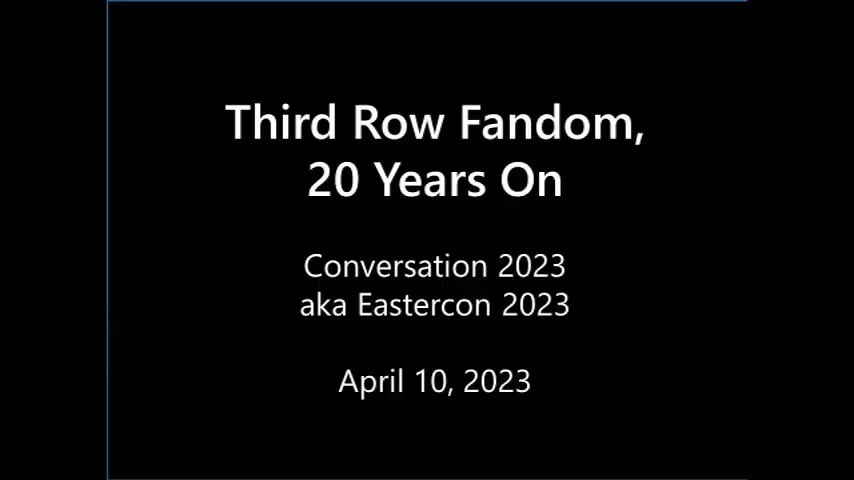 Third Row Fandom,
20 Years On
Conversation 2023
aka Eastercon 2023
April 10, 2023